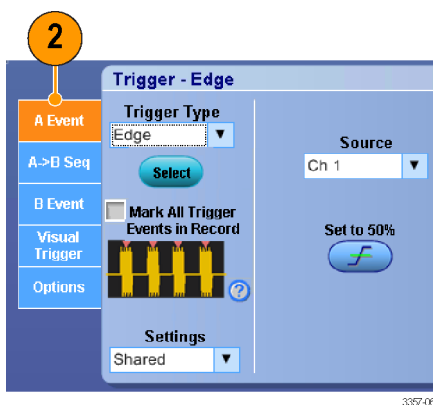 2
Trigger - Edge
A Event
A->B Seq
B Event
Visual
Trigger
Options
Trigger Type
Edge
Select
Mark All Trigger
Events in Record
?
Settings
Shared
Source
Ch 1
Set to 50%